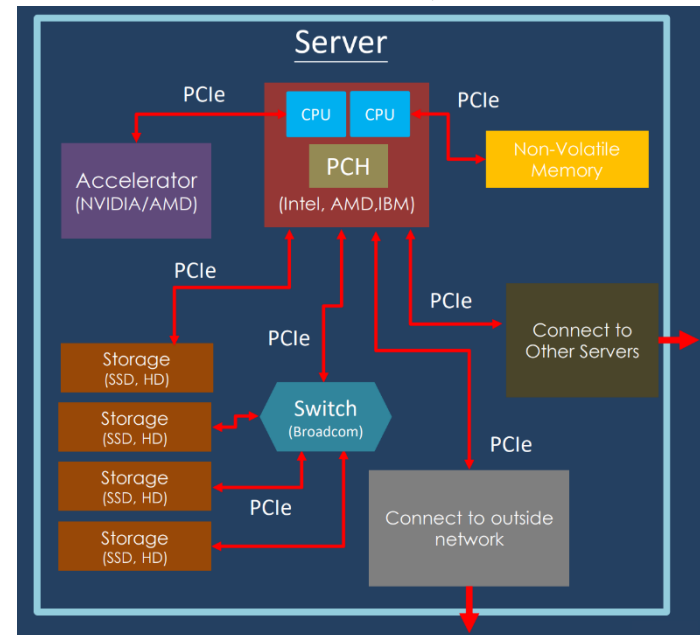 Server
PCIe
PCIe
CPU
CPU
PCH
(Intel, AMD,IBM)
Accelerator
(NVIDIA/AMD)
Non-Volatile
Memory
PCIe
PCIe
PCIe
Connect to
Other Servers
Storage
(SSD, HD)
Storage
(SSD, HD)
Switch
(Broadcom)
PCIe
Storage
(SSD, HD)
PCIe
Storage
(SSD, HD)
Connect to outside
network